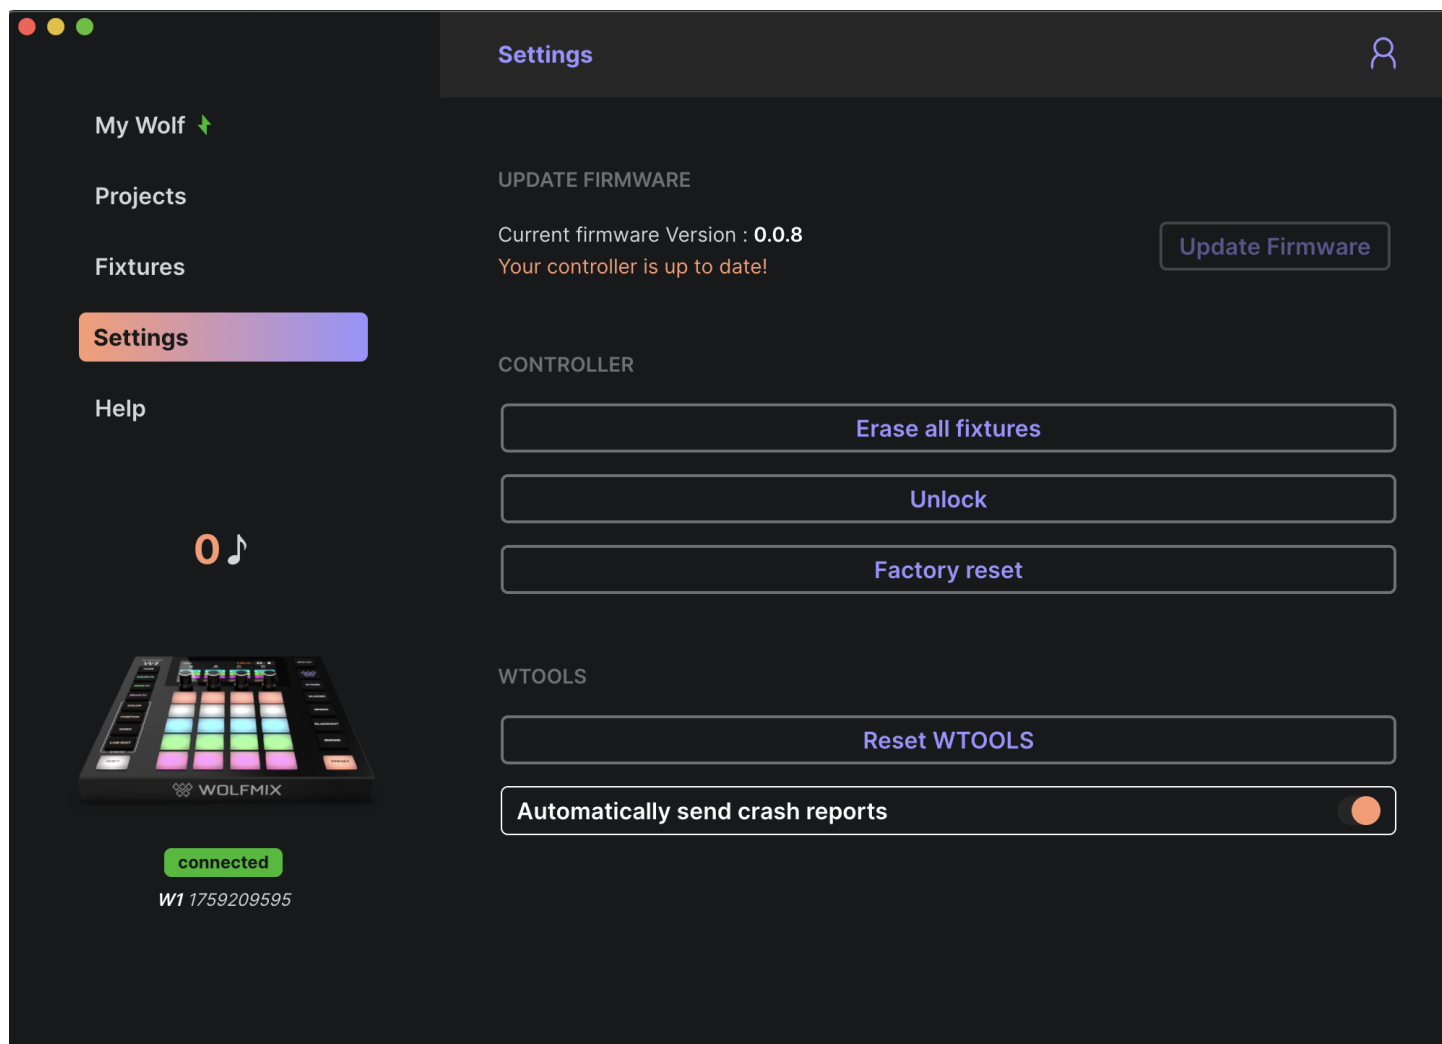 Settings
My Wolf
Projects
Fixtures
Settings
Help
0
W1
WOLFMIX
connected
W1 1759209595
UPDATE FIRMWARE
Current firmware Version : 0.0.8
Your controller is up to date!
Update Firmware
CONTROLLER
Erase all fixtures
Unlock
Factory reset
WTOOLS
Reset WTOOLS
Automatically send crash reports